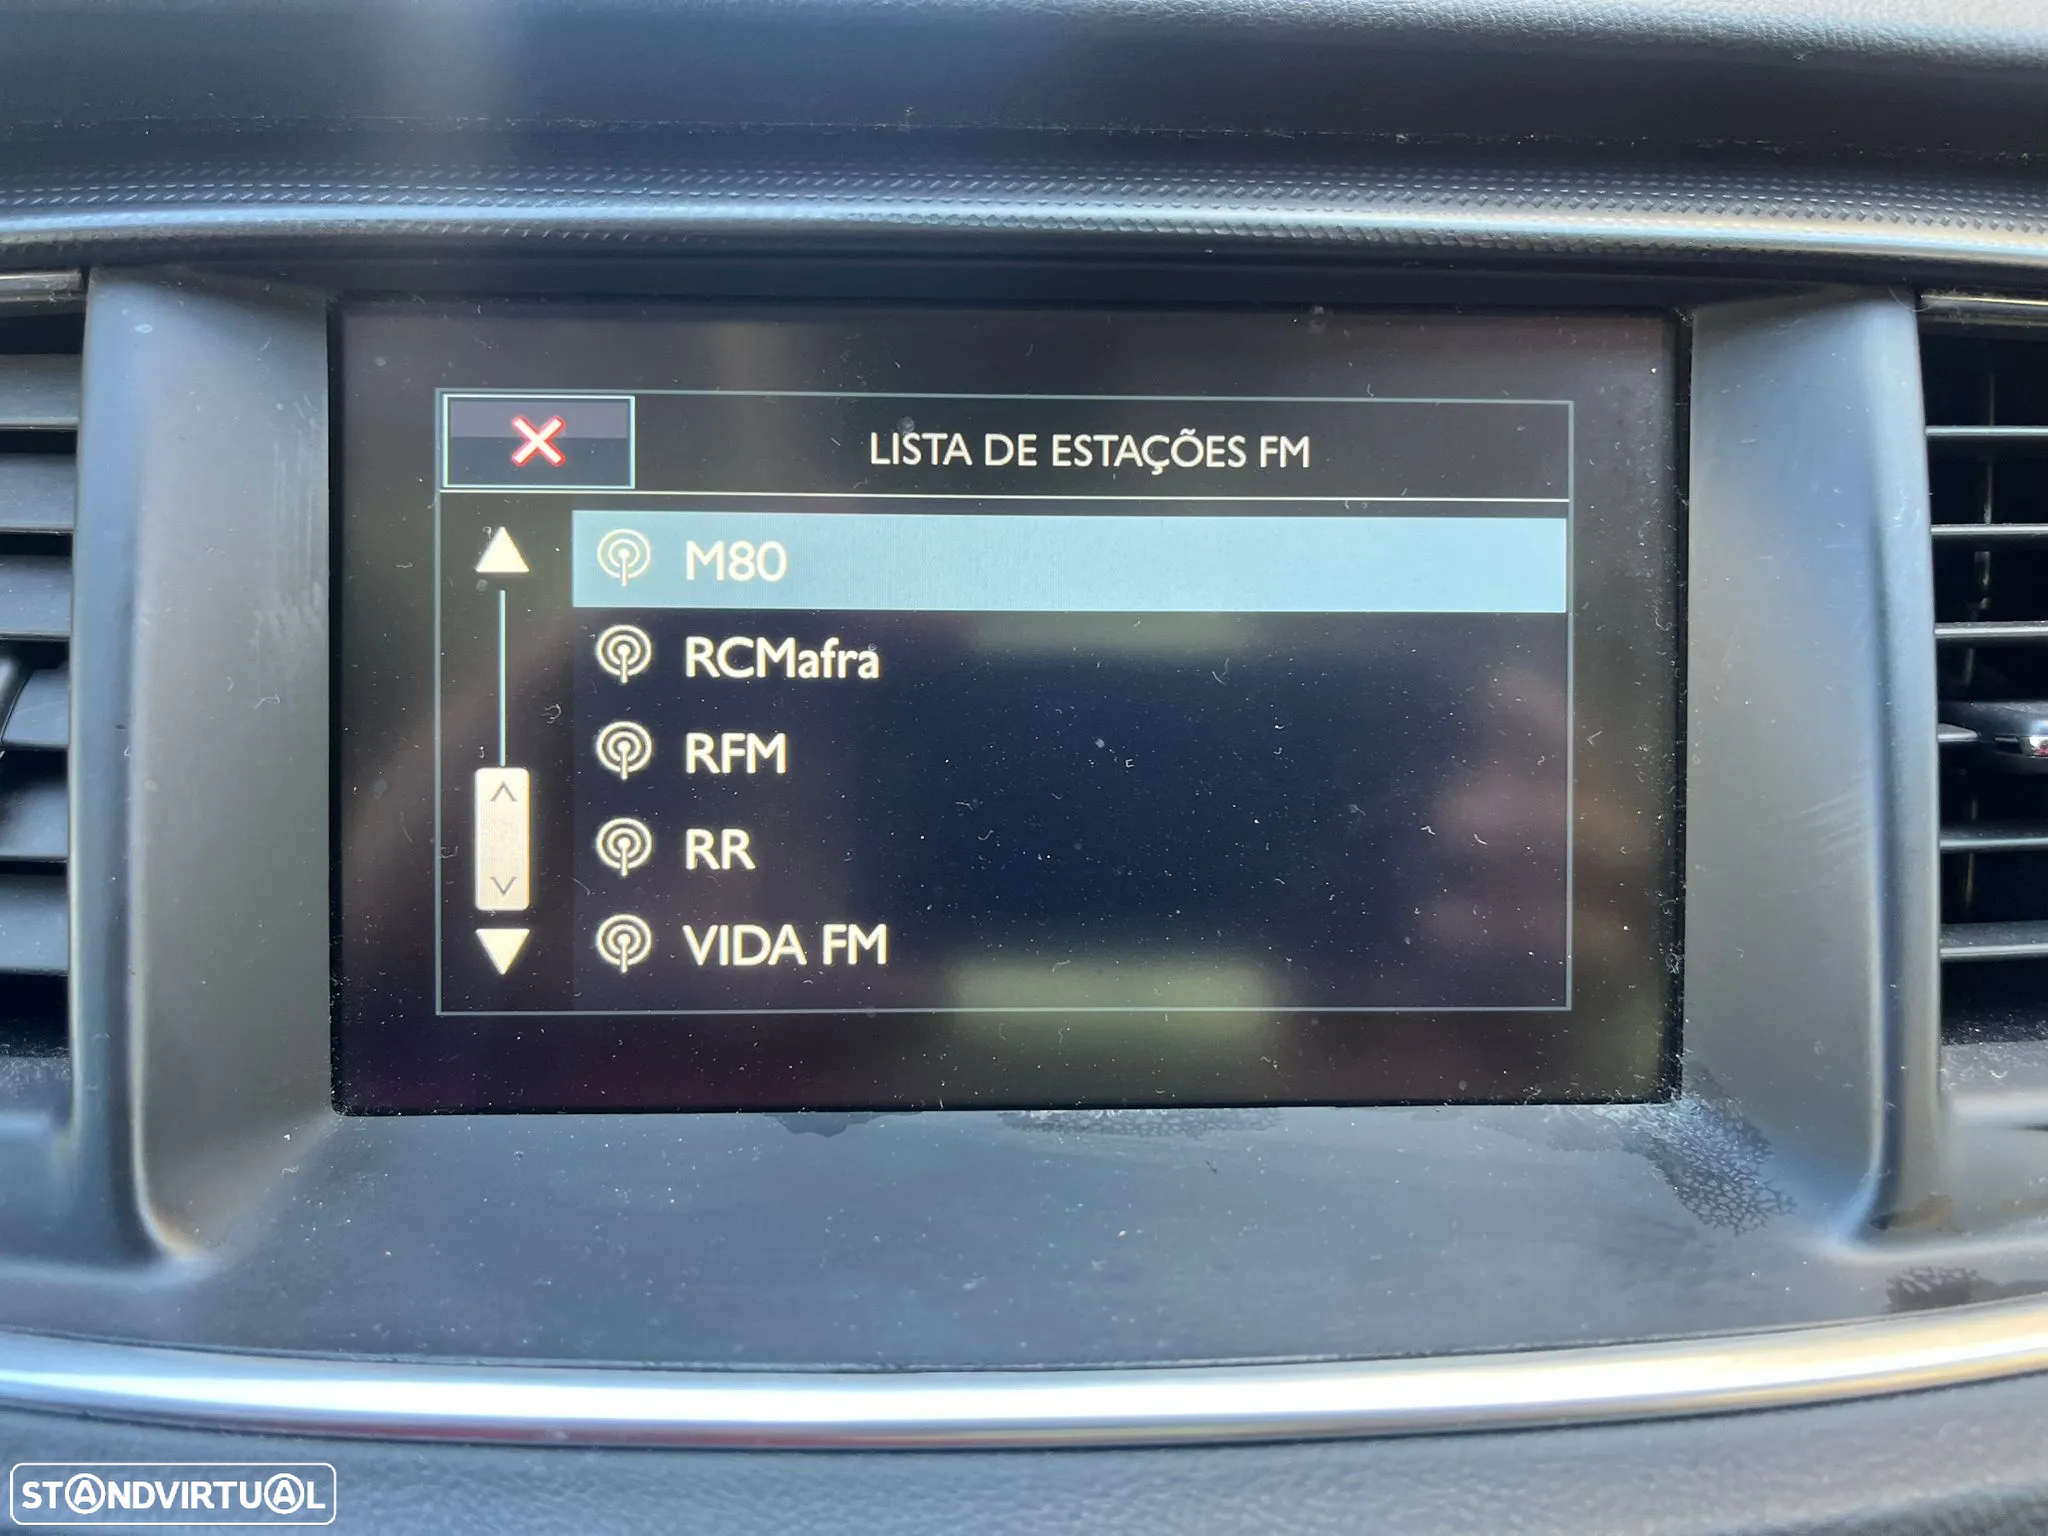 LISTA DE ESTAÇÕES FM
M80
RCMafra
RFM
RR
VIDA FM
STANDVIRTUAL